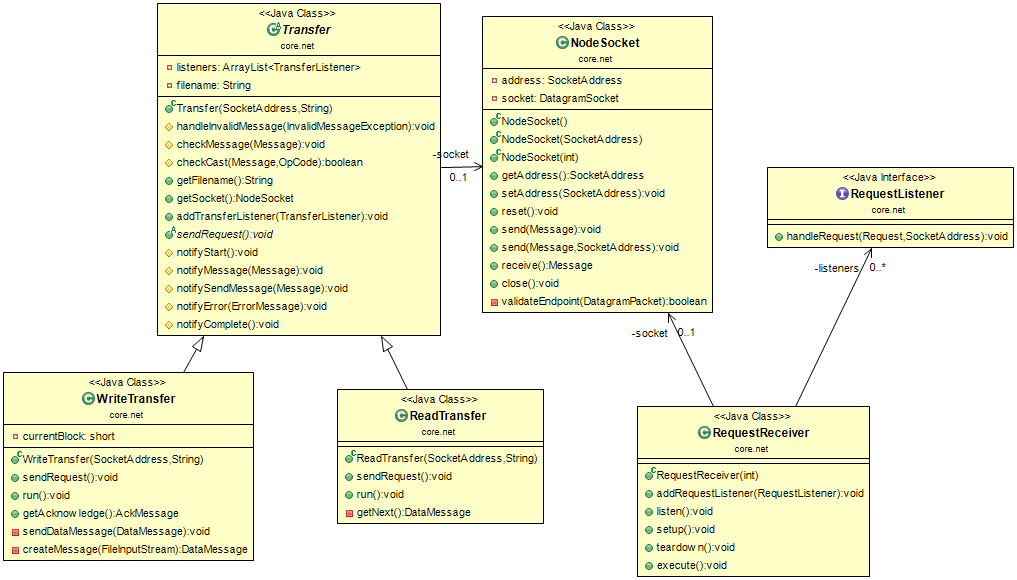 <<Java Class>>
Transfer
core.net
listeners: ArrayList<TransferListener>
filename: String
Transfer(SocketAddress,String)
handleInvalidMessage(InvalidMessageException):void
checkMessage(Message):void
checkCast(Message,OpCode):boolean
getFilename():String
getSocket():NodeSocket
addTransferListener(TransferListener):void
sendRequest():void
notifyStart():void
notifyMessage(Message):void
notifySendMessage(Message):void
notifyError(ErrorMessage):void
notifyComplete():void
-socket
0..1
<<Java Class>>
NodeSocket
core.net
address: SocketAddress
socket: DatagramSocket
NodeSocket()
NodeSocket(SocketAddress)
NodeSocket(int)
getAddress():SocketAddress
setAddress(SocketAddress):void
reset():void
send(Message):void
send(Message,SocketAddress):void
receive():Message
close():void
validateEndpoint(DatagramPacket):boolean
<<Java Interface>>
RequestListener
core.net
handleRequest(Request,SocketAddress):void
-listeners 0..*
-socket 0..1
<<Java Class>>
WriteTransfer
core.net
currentBlock: short
WriteTransfer(SocketAddress,String)
sendRequest():void
run():void
getAcknowledge():AckMessage
sendDataMessage(DataMessage):void
createMessage(FileInputStream):DataMessage
<<Java Class>>
ReadTransfer
core.net
ReadTransfer(SocketAddress,String)
sendRequest():void
run():void
getNext():DataMessage
<<Java Class>>
RequestReceiver
core.net
RequestReceiver(int)
addRequestListener(RequestListener):void
listen():void
setup():void
teardown():void
execute():void